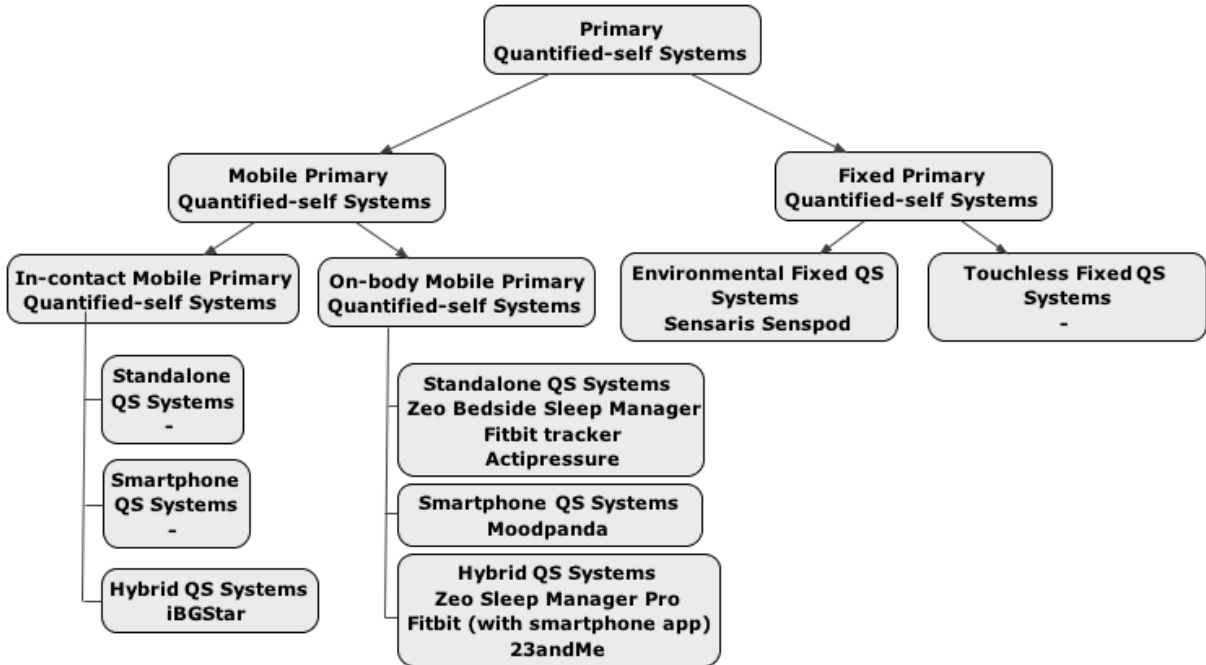 Primary
Quantified-self Systems
Mobile Primary
Quantified-self Systems
Fixed Primary
Quantified-self Systems
In-contact Mobile Primary
Quantified-self Systems
On-body Mobile Primary
Quantified-self Systems
Environmental Fixed QS
Systems
Sensaris Senspod
Touchless Fixed QS
Systems
-
Standalone
QS Systems
-
Smartphone
QS Systems
-
Hybrid QS Systems
iBGStar
Standalone QS Systems
Zeo Bedside Sleep Manager
Fitbit tracker
Actipressure
Smartphone QS Systems
Moodpanda
Hybrid QS Systems
Zeo Sleep Manager Pro
Fitbit (with smartphone app)
23andMe